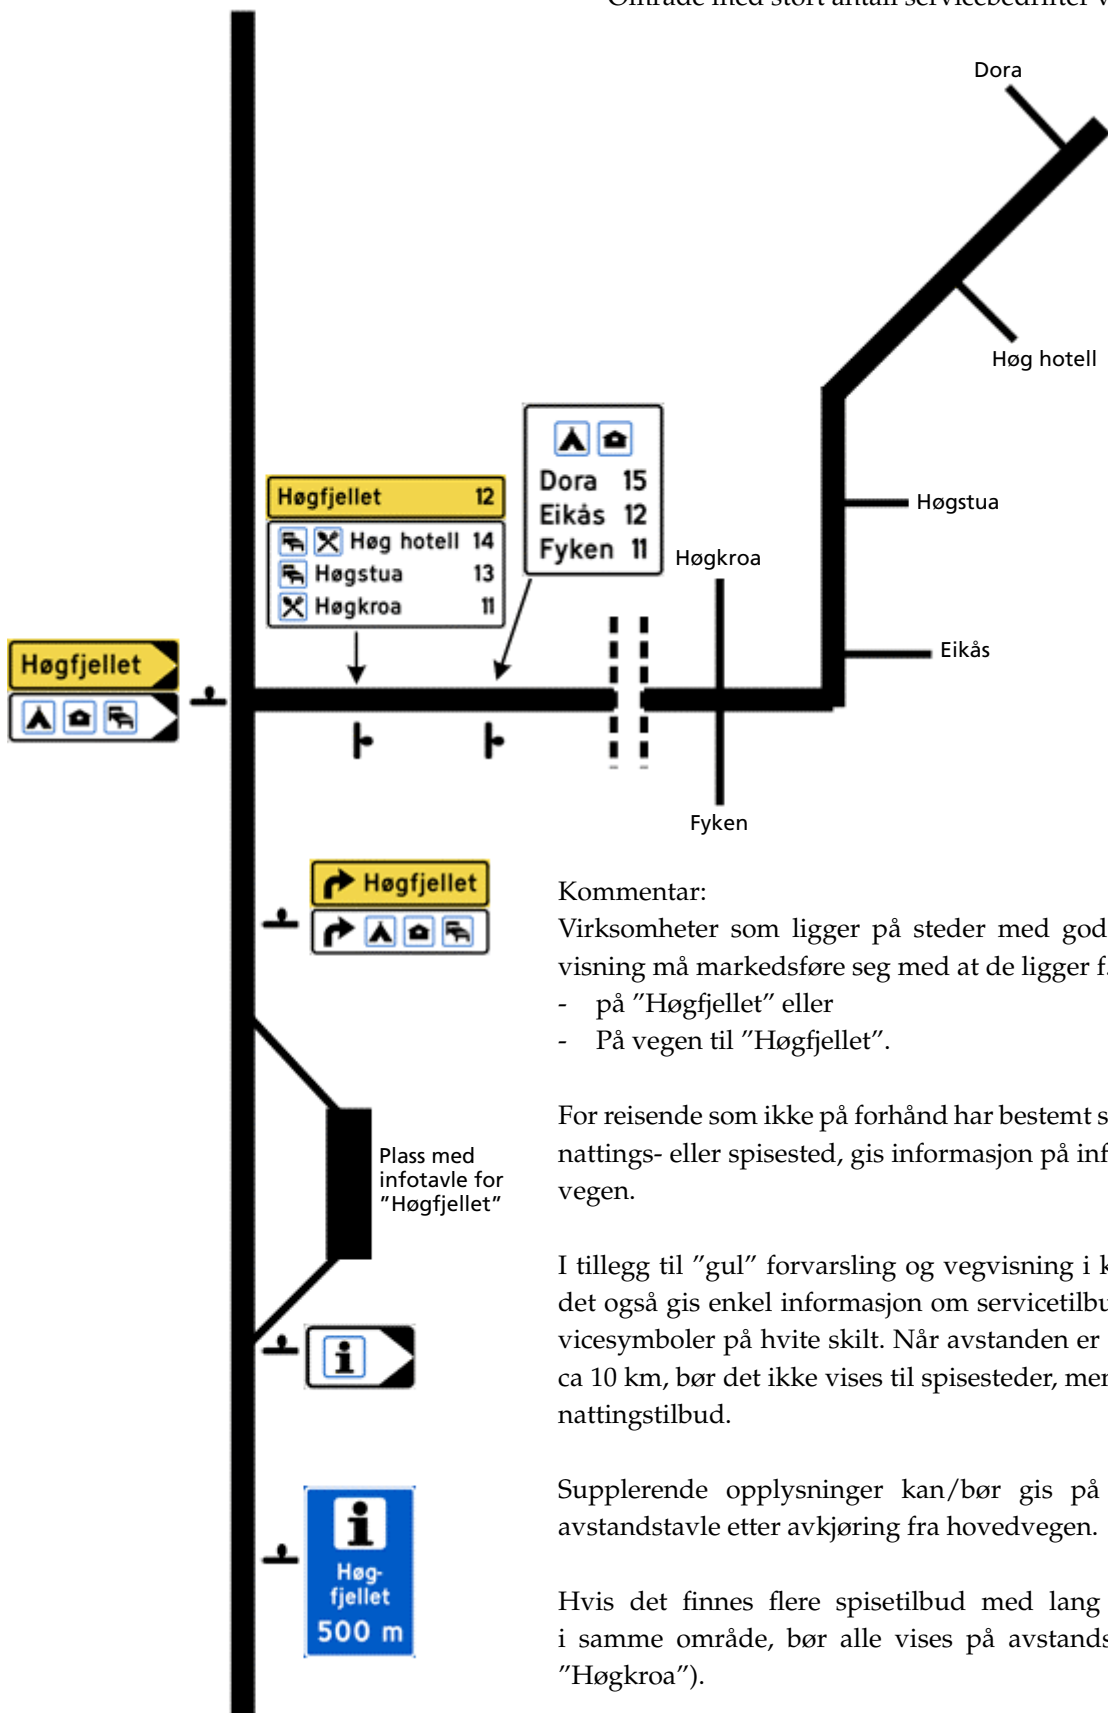 Område med stort antall servicebedrifter v
Dora
Høg hotell
Dora 15
Eikås 12
Fyken 11
Høgfjellet 12
Høg hotell 14
Høgstua 13
Høgkroa 11
Høgstua
Høgkroa
Eikås
Høgfjellet
Fyken
Høgfjellet
Kommentar:
Virksomheter som ligger på steder med god
visning må markedsføre seg med at de ligger f.
- på ”Høgfjellet” eller
- På vegen til ”Høgfjellet”.
For reisende som ikke på forhånd har bestemt s
nattings- eller spisested, gis informasjon på inf
vegen.
Plass med
infotavle for
”Høgfjellet”
I tillegg til ”gul” forvarsling og vegvisning i k
det også gis enkel informasjon om servicetilbu
vicesymboler på hvite skilt. Når avstanden er
ca 10 km, bør det ikke vises til spisesteder, mer
nattingstilbud.
i
Supplerende opplysninger kan/bør gis på
avstandstavle etter avkjøring fra hovedvegen.
Hvis det finnes flere spisetilbud med lang
i samme område, bør alle vises på avstands
”Høgkroa”).
i
Høg-
fjellet
500 m